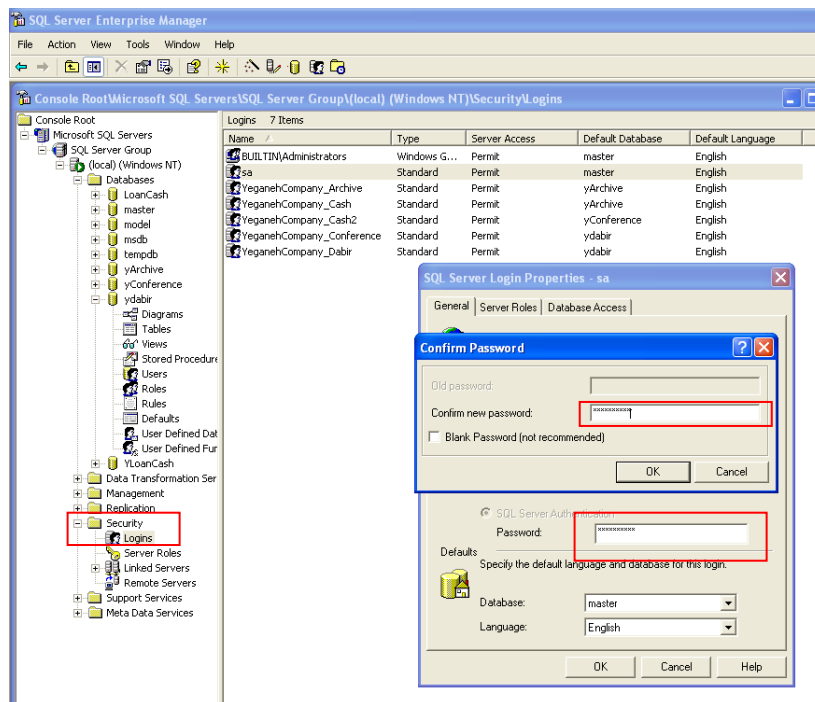 SQL Server Enterprise Manager
File Action View Tools Window Help
Console Root\Microsoft SQL Servers\SQL Server Group\(local) (Windows NT)\Security\Logins
Console Root
Microsoft SQL Servers
SQL Server Group
(local) (Windows NT)
Databases
LoanCash
master
model
msdb
tempdb
yArchive
yConference
ydabir
Diagrams
Tables
Views
Stored Procedure
Users
Roles
Rules
Defaults
User Defined Dat
User Defined Fur
YLoanCash
Data Transformation Ser
Management
Replication
Security
Logins
Server Roles
Linked Servers
Remote Servers
Support Services
Meta Data Services
Logins 7 Items
Name Type Server Access Default Database Default Language
BUILTIN\Administrators Windows G... Permit master English
sa Standard Permit master English
YeganehCompany_Archive Standard Permit yArchive English
YeganehCompany_Cash Standard Permit yArchive English
YeganehCompany_Cash2 Standard Permit yConference English
YeganehCompany_Conference Standard Permit ydabir English
YeganehCompany_Dabir Standard Permit ydabir English
SQL Server Login Properties - sa
General Server Roles Database Access
Confirm Password
Old password:
Confirm new password: **********
Blank Password (not recommended)
OK Cancel
SQL Server Authentication
Password: **********
Defaults
Specify the default language and database for this login.
Database: master
Language: English
OK Cancel Help